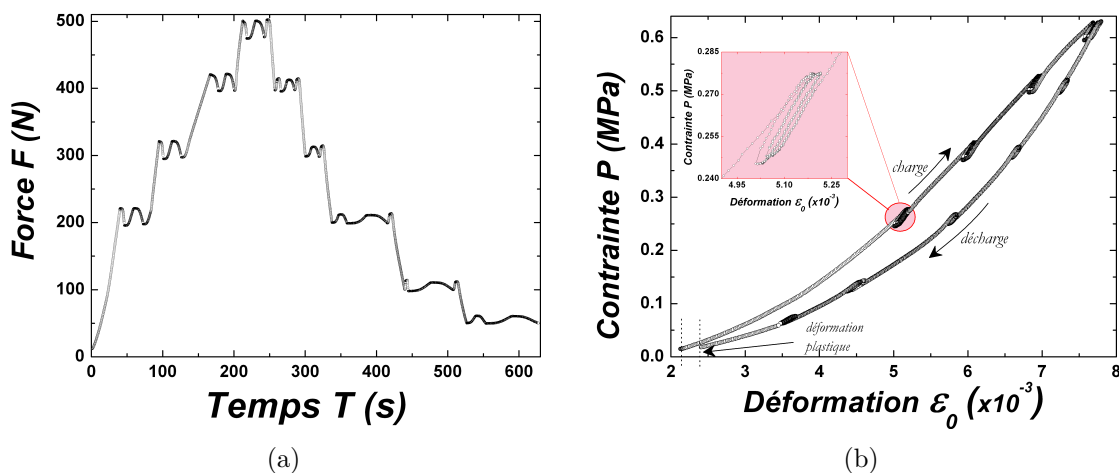 500
400
300
200
100
0
0
100
200
300
400
500
600
Force F (N)
Temps T (s)
(a)
0.6
0.5
0.4
0.3
0.2
0.1
0.0
2
3
4
5
6
7
8
Contrainte P (MPa)
Déformation ε₀ (x10⁻³)
0.285
0.270
0.255
0.240
4.95
5.10
5.25
Contrainte P (MPa)
Déformation ε₀ (x10⁻³)
charge
décharge
déformation
plastique
(b)